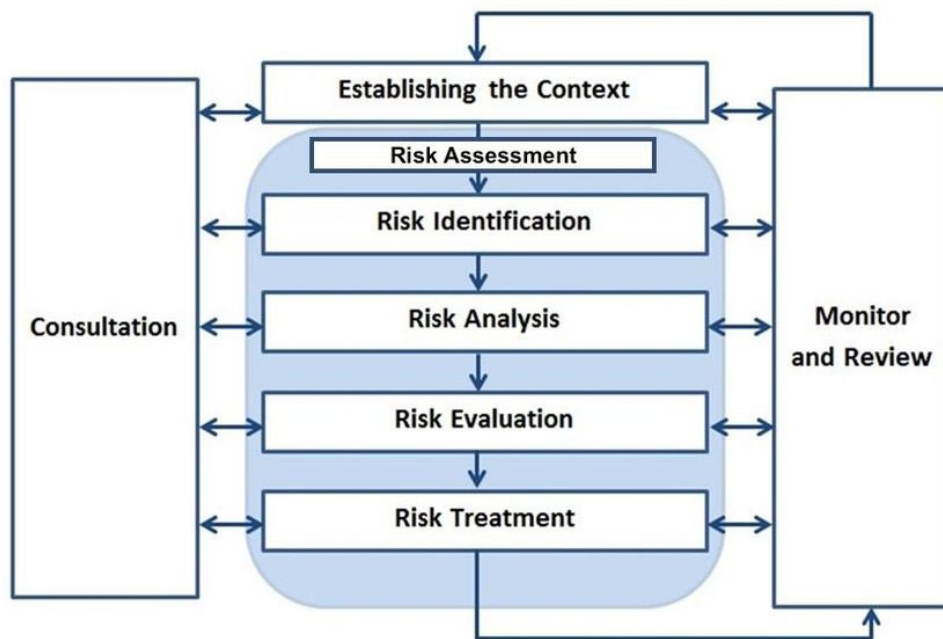 Establishing the Context
Risk Assessment
Risk Identification
Risk Analysis
Risk Evaluation
Risk Treatment
Consultation
Monitor
and Review